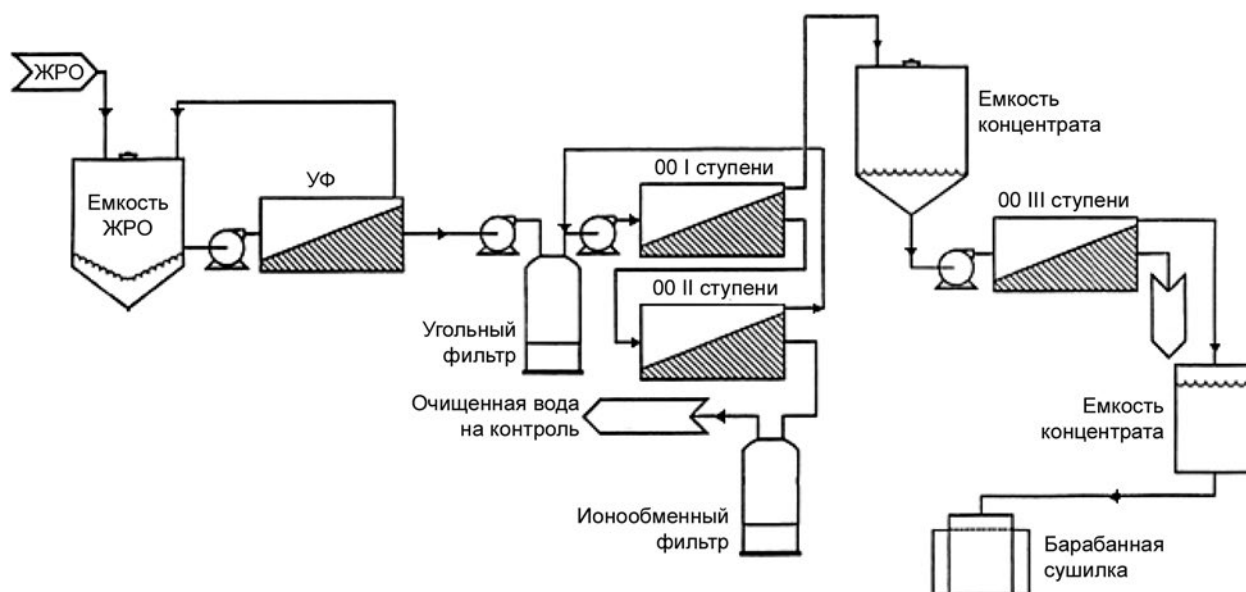 ЖРО
Емкость
ЖРО
УФ
Угольный
фильтр
00 I ступени
00 II ступени
Очищенная вода
на контроль
Ионообменный
фильтр
Емкость
концентрата
00 III ступени
Емкость
концентрата
Барабанная
сушилка